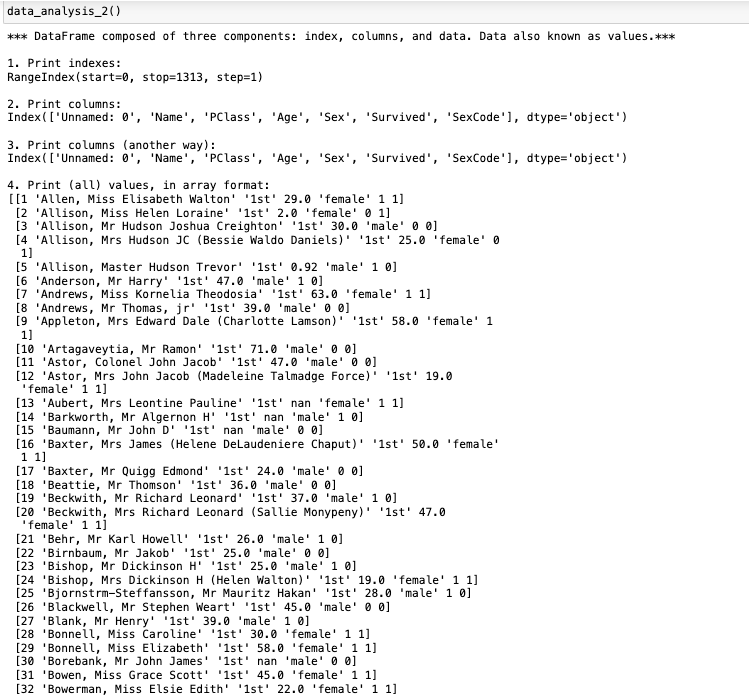 data_analysis_2()
*** DataFrame composed of three components: index, columns, and data. Data also known as values.***
1. Print indexes:
RangeIndex(start=0, stop=1313, step=1)
2. Print columns:
Index(['Unnamed: 0', 'Name', 'PClass', 'Age', 'Sex', 'Survived', 'SexCode'], dtype='object')
3. Print columns (another way):
Index(['Unnamed: 0', 'Name', 'PClass', 'Age', 'Sex', 'Survived', 'SexCode'], dtype='object')
4. Print (all) values, in array format:
[[1 'Allen, Miss Elisabeth Walton' '1st' 29.0 'female' 1 1]
[2 'Allison, Miss Helen Loraine' '1st' 2.0 'female' 0 1]
[3 'Allison, Mr Hudson Joshua Creighton' '1st' 30.0 'male' 0 0]
[4 'Allison, Mrs Hudson JC (Bessie Waldo Daniels)' '1st' 25.0 'female' 0
1]
[5 'Allison, Master Hudson Trevor' '1st' 0.92 'male' 1 0]
[6 'Anderson, Mr Harry' '1st' 47.0 'male' 1 0]
[7 'Andrews, Miss Kornelia Theodosia' '1st' 63.0 'female' 1 1]
[8 'Andrews, Mr Thomas, jr' '1st' 39.0 'male' 0 0]
[9 'Appleton, Mrs Edward Dale (Charlotte Lamson)' '1st' 58.0 'female' 1
1]
[10 'Artagaveytia, Mr Ramon' '1st' 71.0 'male' 0 0]
[11 'Astor, Colonel John Jacob' '1st' 47.0 'male' 0 0]
[12 'Astor, Mrs John Jacob (Madeleine Talmadge Force)' '1st' 19.0
'female' 1 1]
[13 'Aubert, Mrs Leontine Pauline' '1st' nan 'female' 1 1]
[14 'Barkworth, Mr Algernon H' '1st' nan 'male' 1 0]
[15 'Baumann, Mr John D' '1st' nan 'male' 0 0]
[16 'Baxter, Mrs James (Helene DeLaudeniere Chaput)' '1st' 50.0 'female'
1 1]
[17 'Baxter, Mr Quigg Edmond' '1st' 24.0 'male' 0 0]
[18 'Beattie, Mr Thomson' '1st' 36.0 'male' 0 0]
[19 'Beckwith, Mr Richard Leonard' '1st' 37.0 'male' 1 0]
[20 'Beckwith, Mrs Richard Leonard (Sallie Monypeny)' '1st' 47.0
'female' 1 1]
[21 'Behr, Mr Karl Howell' '1st' 26.0 'male' 1 0]
[22 'Birnbaum, Mr Jakob' '1st' 25.0 'male' 0 0]
[23 'Bishop, Mr Dickinson H' '1st' 25.0 'male' 1 0]
[24 'Bishop, Mrs Dickinson H (Helen Walton)' '1st' 19.0 'female' 1 1]
[25 'Bjornstrm-Steffansson, Mr Mauritz Hakan' '1st' 28.0 'male' 1 0]
[26 'Blackwell, Mr Stephen Weart' '1st' 45.0 'male' 0 0]
[27 'Blank, Mr Henry' '1st' 39.0 'male' 1 0]
[28 'Bonnell, Miss Caroline' '1st' 30.0 'female' 1 1]
[29 'Bonnell, Miss Elizabeth' '1st' 58.0 'female' 1 1]
[30 'Borebank, Mr John James' '1st' nan 'male' 0 0]
[31 'Bowen, Miss Grace Scott' '1st' 45.0 'female' 1 1]
[32 'Bowerman, Miss Elsie Edith' '1st' 22.0 'female' 1 1]